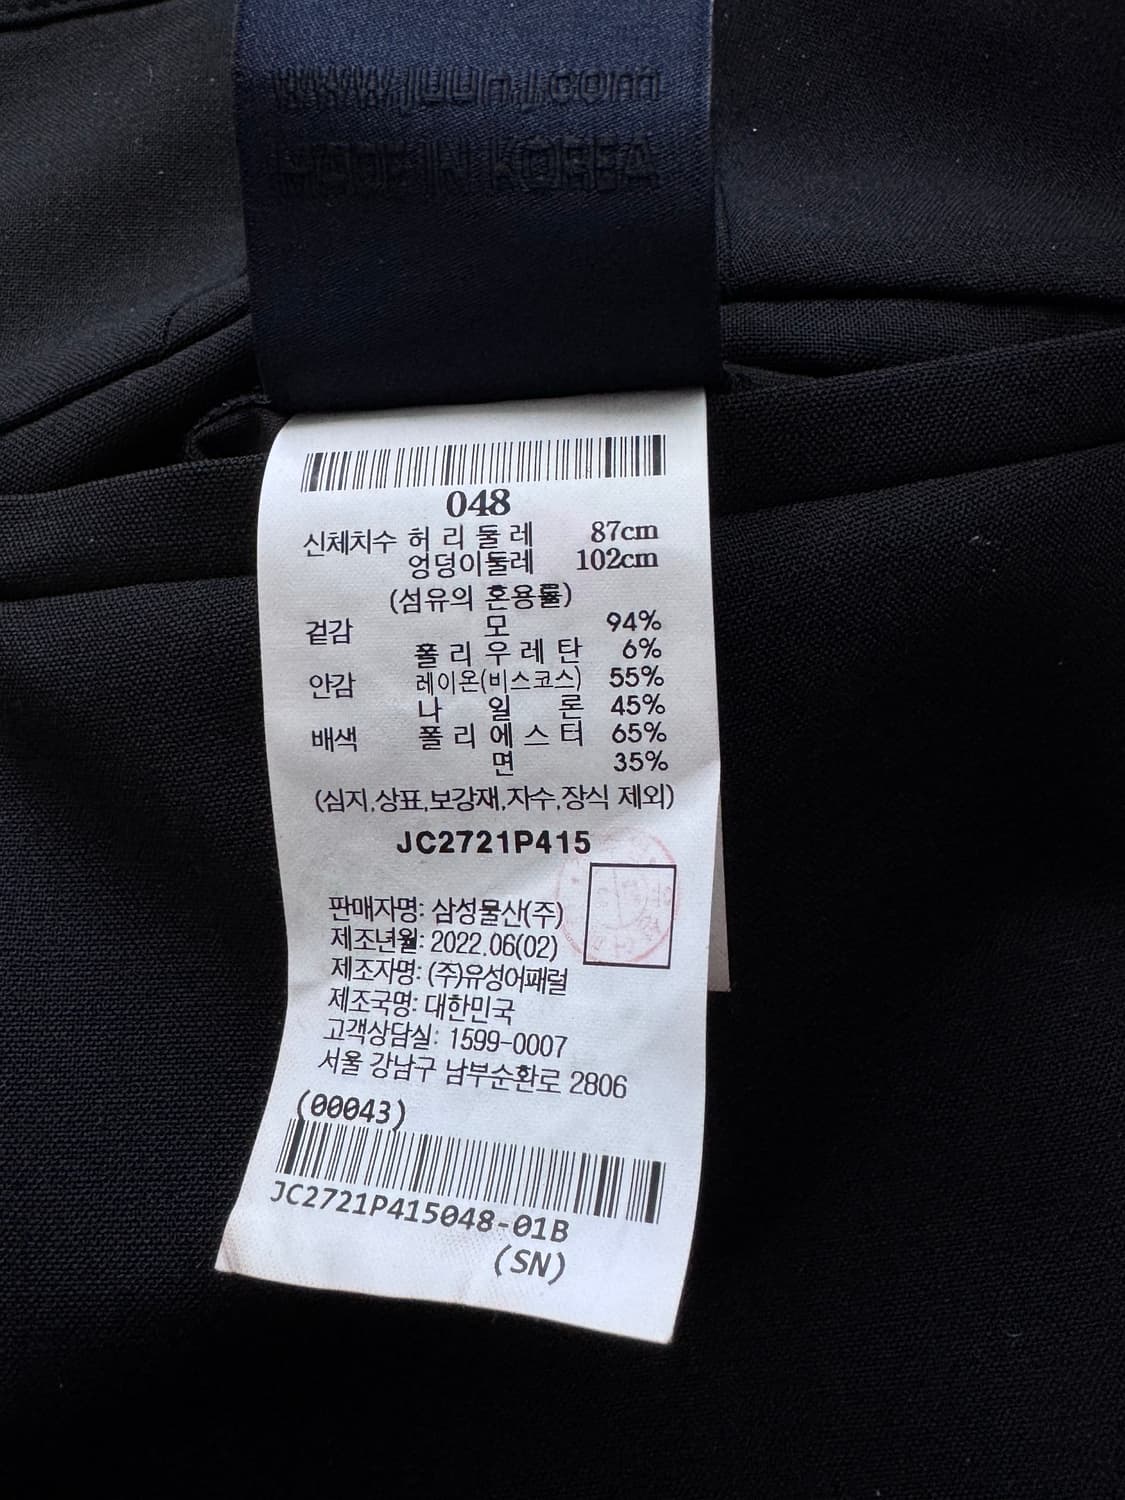 www.juunj.com
MADE IN KOREA
048
신체치수 허리둘레 87cm
엉덩이둘레 102cm
(섬유의 혼용률)
겉감 모 94%
폴리우레탄 6%
안감 레이온(비스코스) 55%
나일론 45%
배색 폴리에스터 65%
면 35%
(심지,상표,보강재,자수,장식 제외)
JC2721P415
판매자명: 삼성물산(주)
제조년월: 2022.06(02)
제조자명: (주)유성어패럴
제조국명: 대한민국
고객상담실: 1599-0007
서울 강남구 남부순환로 2806
(00043)
JC2721P415048-01B
(SN)